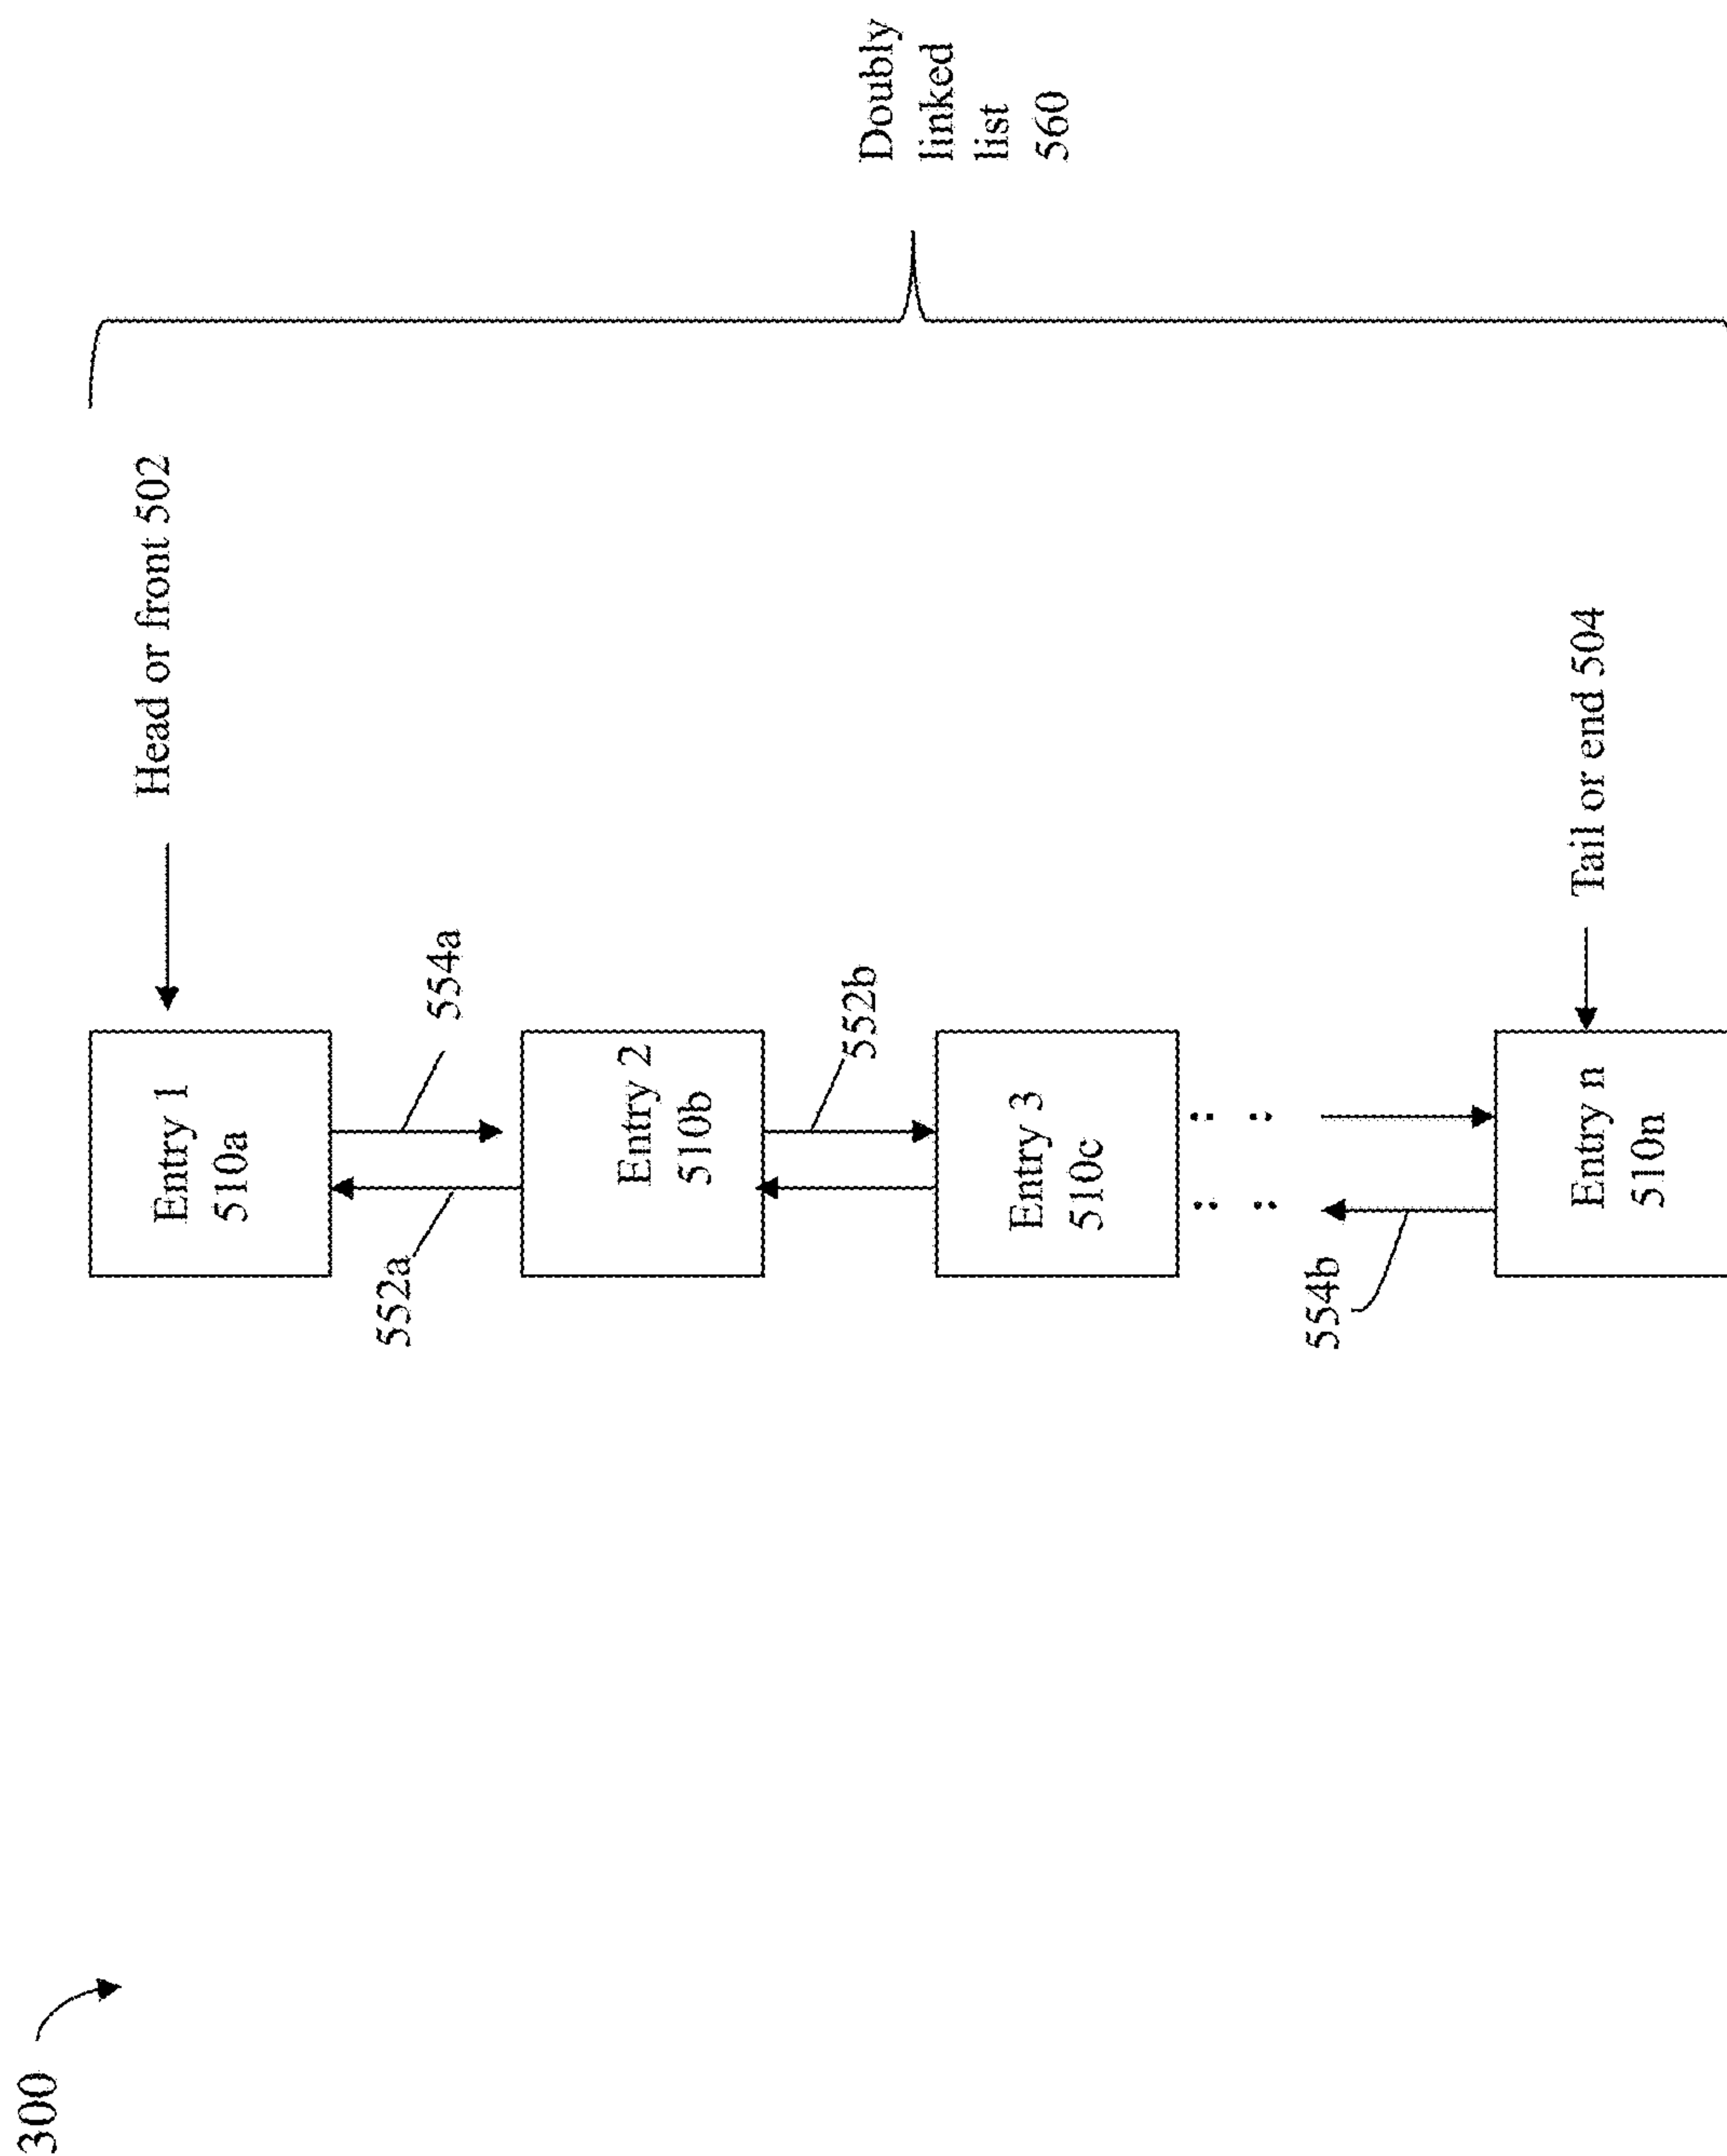 300
Head or front 502
Entry 1
510a
554a
552a
Entry 2
510b
552b
Entry 3
510c
554b
Tail or end 504
Entry n
510n
Doubly
linked
list
560